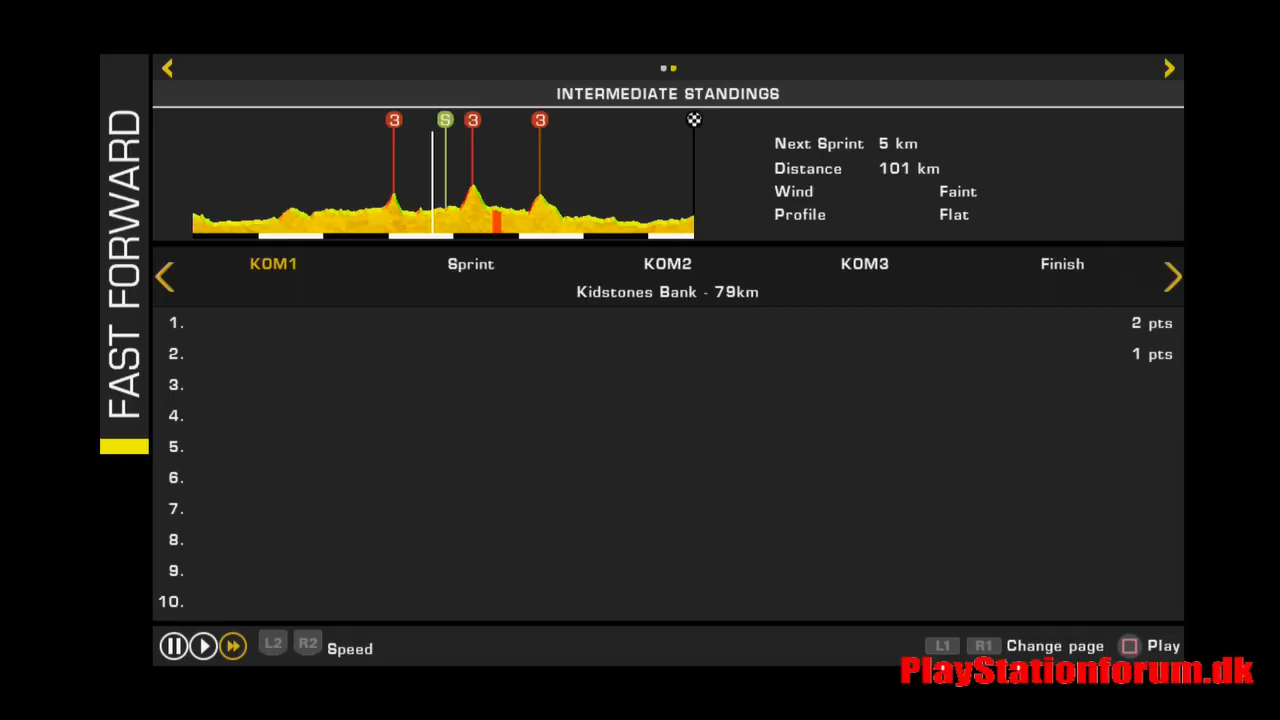 FAST FORWARD
INTERMEDIATE STANDINGS
3 S 3 3
Next Sprint 5 km
Distance 101 km
Wind Faint
Profile Flat
KOM1 Sprint KOM2 KOM3 Finish
Kidstones Bank - 79km
1. 2 pts
2. 1 pts
3.
4.
5.
6.
7.
8.
9.
10.
L2 R2 Speed L1 R1 Change page Play
PlayStationforum.dk